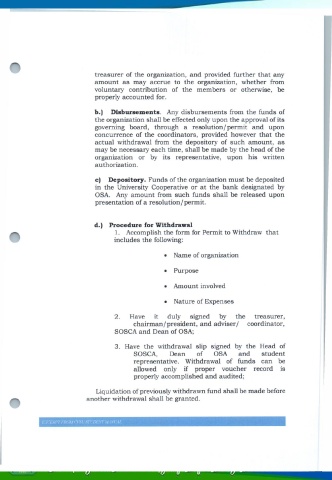 treasurer of the organization, and provided further that any
amount as may accrue to the organization, whether from
voluntary contribution of the members or otherwise, be
properly accounted for.
b.) Disbursements. Any disbursements from the funds of
the organization shall be effected only upon the approval of its
governing board, through a resolution/permit and upon
concurrence of the coordinators, provided however that the
actual withdrawal from the depository of such amount, as
may be necessary each time, shall be made by the head of the
organization or by its representative, upon his written
authorization.
c) Depository. Funds of the organization must be deposited
in the University Cooperative or at the bank designated by
OSA. Any amount from such funds shall be released upon
presentation of a resolution/permit.
d.) Procedure for Withdrawal
1. Accomplish the form for Permit to Withdraw that
includes the following:
• Name of organization
• Purpose
• Amount involved
• Nature of Expenses
2. Have it duly signed by the treasurer,
chairman/president, and adviser/ coordinator,
SOSCA and Dean of OSA;
3. Have the withdrawal slip signed by the Head of
SOSCA, Dean of OSA and student
representative. Withdrawal of funds can be
allowed only if proper voucher record is
properly accomplished and audited;
Liquidation of previously withdrawn fund shall be made before
another withdrawal shall be granted.